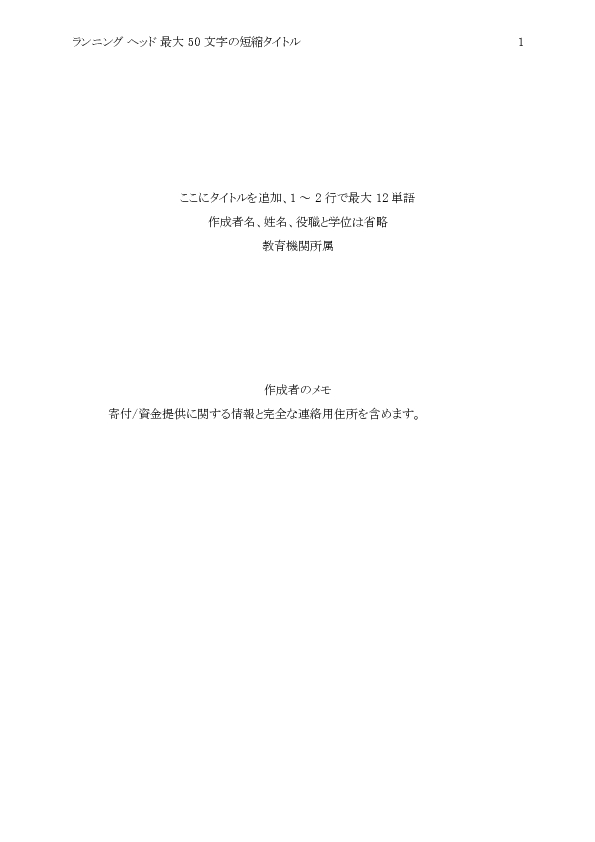 ランニング ヘッド 最大 50 文字の短縮タイトル 1
ここにタイトルを追加、1 ～ 2 行で最大 12 単語
作成者名、姓名、役職と学位は省略
教育機関所属
作成者のメモ
寄付/資金提供に関する情報と完全な連絡用住所を含めます。